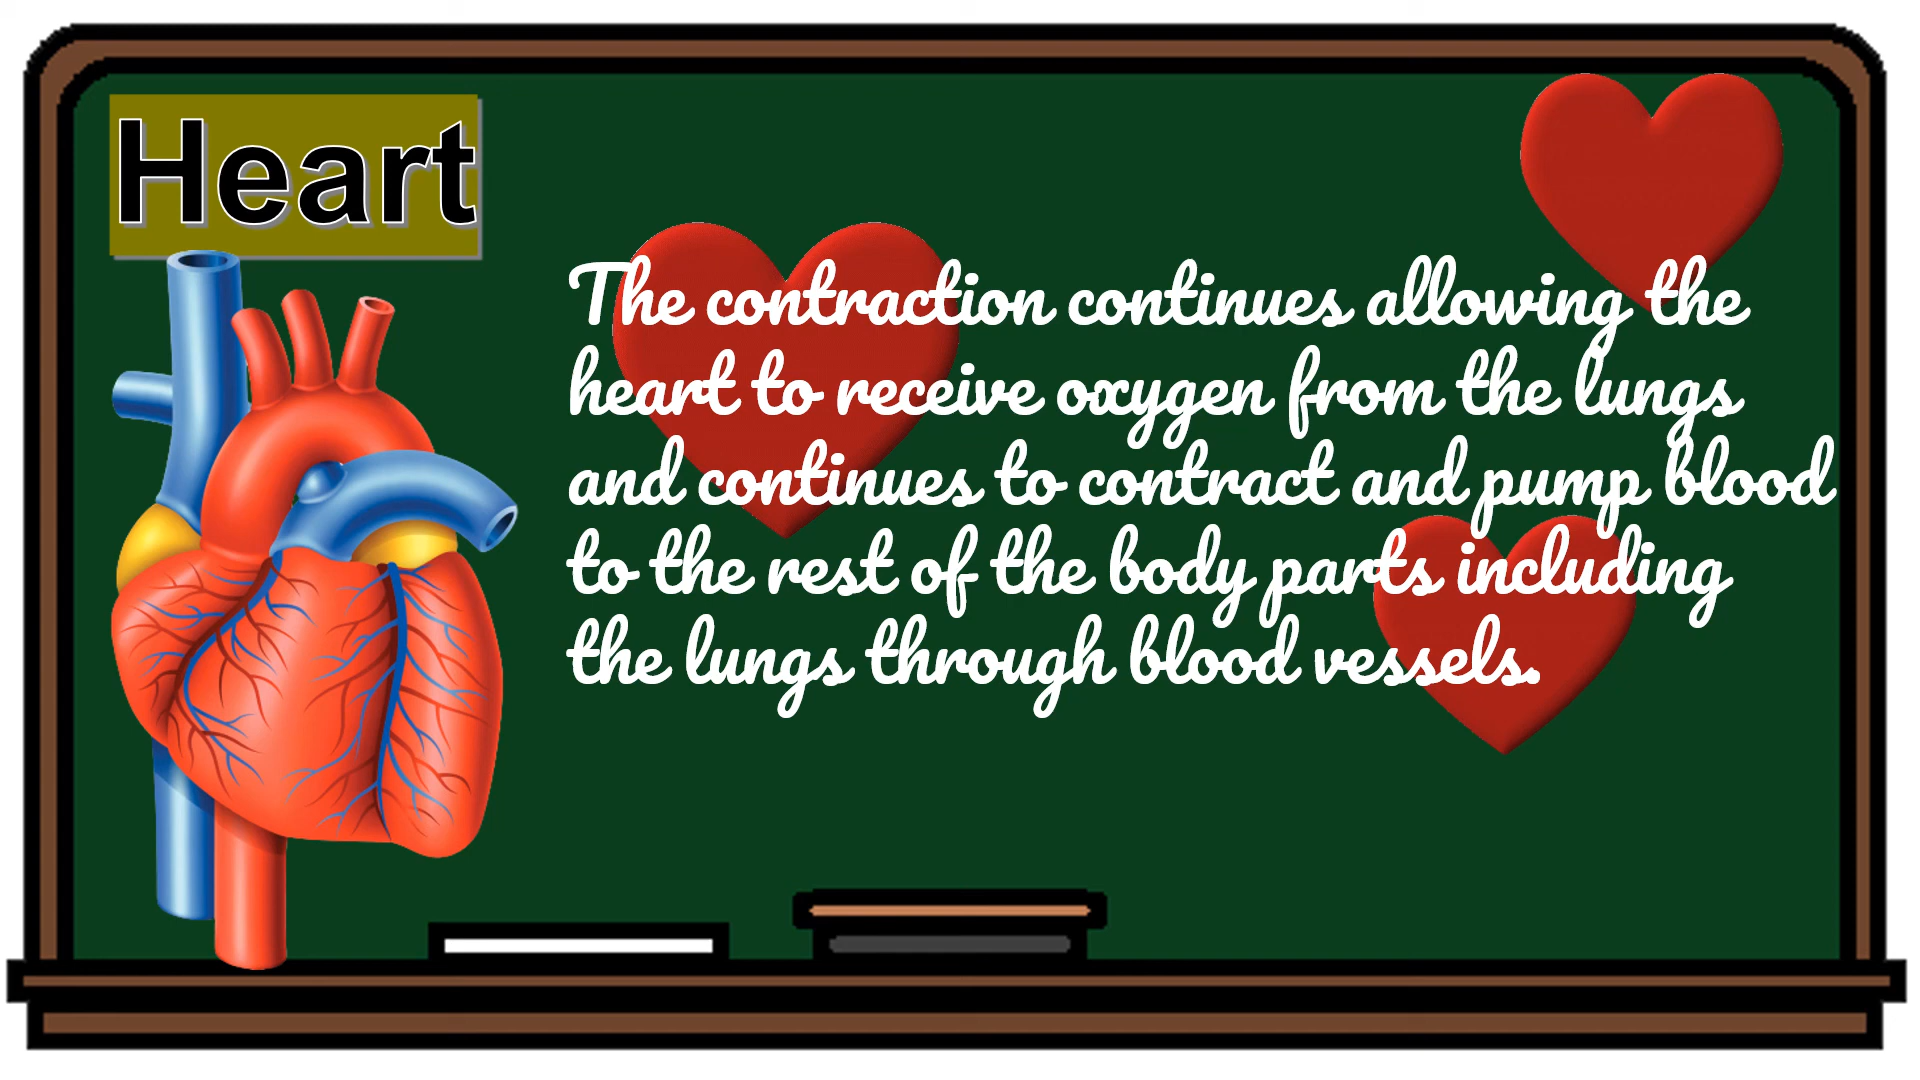 Heart
The contraction continues allowing the
heart to receive oxygen from the lungs
and continues to contract and pump blood
to the rest of the body parts including
the lungs through blood vessels.